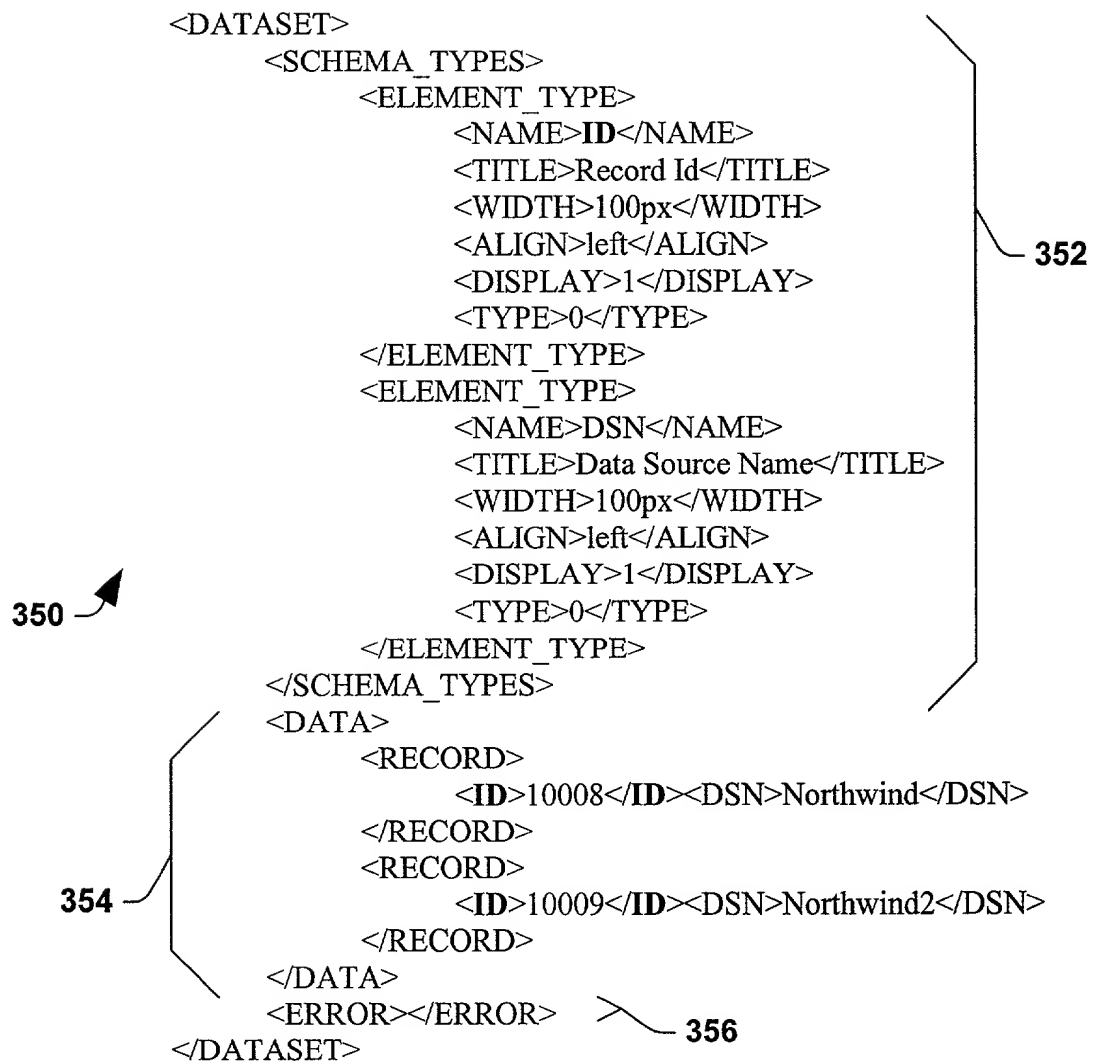 <DATASET>
<SCHEMA_TYPES>
<ELEMENT_TYPE>
<NAME>ID</NAME>
<TITLE>Record Id</TITLE>
<WIDTH>100px</WIDTH>
<ALIGN>left</ALIGN>
352
<DISPLAY>1</DISPLAY>
<TYPE>0</TYPE>
</ELEMENT_TYPE>
<ELEMENT_TYPE>
<NAME>DSN</NAME>
<TITLE>Data Source Name</TITLE>
<WIDTH>100px</WIDTH>
<ALIGN>left</ALIGN>
<DISPLAY>1</DISPLAY>
350
<TYPE>0</TYPE>
</ELEMENT_TYPE>
</SCHEMA_TYPES>
<DATA>
<RECORD>
<ID>10008</ID><DSN>Northwind</DSN>
</RECORD>
<RECORD>
354
<ID>10009</ID><DSN>Northwind2</DSN>
</RECORD>
</DATA>
<ERROR></ERROR>
356
</DATASET>